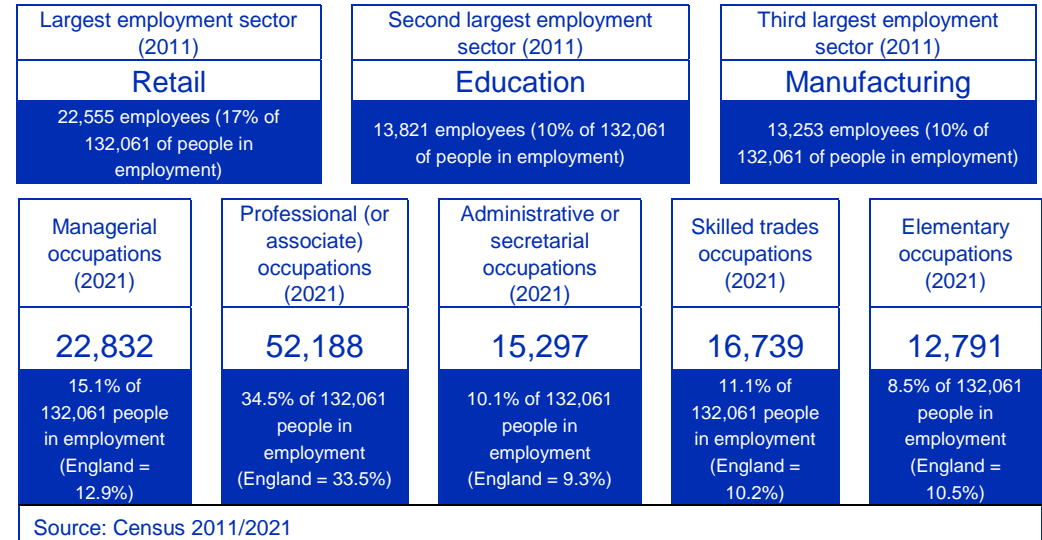 Largest employment sector
(2011)
Retail
22,555 employees (17% of
132,061 of people in
employment)
Second largest employment
sector (2011)
Education
13,821 employees (10% of 132,061
of people in employment)
Third largest employment
sector (2011)
Manufacturing
13,253 employees (10% of
132,061 of people in employment)
Managerial
occupations
(2021)
22,832
15.1% of
132,061 people
in employment
(England =
12.9%)
Professional (or
associate)
occupations
(2021)
52,188
34.5% of 132,061
people in
employment
(England = 33.5%)
Administrative or
secretarial
occupations
(2021)
15,297
10.1% of 132,061
people in
employment
(England = 9.3%)
Skilled trades
occupations
(2021)
16,739
11.1% of
132,061 people
in employment
(England =
10.2%)
Elementary
occupations
(2021)
12,791
8.5% of 132,061
people in
employment
(England =
10.5%)
Source: Census 2011/2021